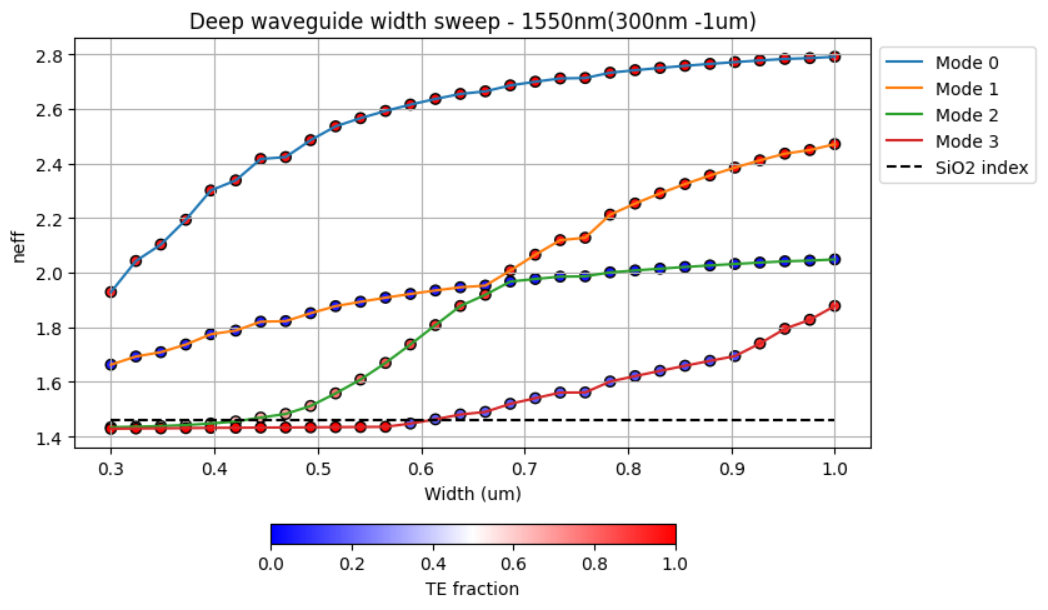 Deep waveguide width sweep - 1550nm(300nm -1um)
2.8
2.6
2.4
2.2
2.0
1.8
1.6
1.4
neff
0.3 0.4 0.5 0.6 0.7 0.8 0.9 1.0
Width (um)
Mode 0
Mode 1
Mode 2
Mode 3
SiO2 index
0.0 0.2 0.4 0.6 0.8 1.0
TE fraction